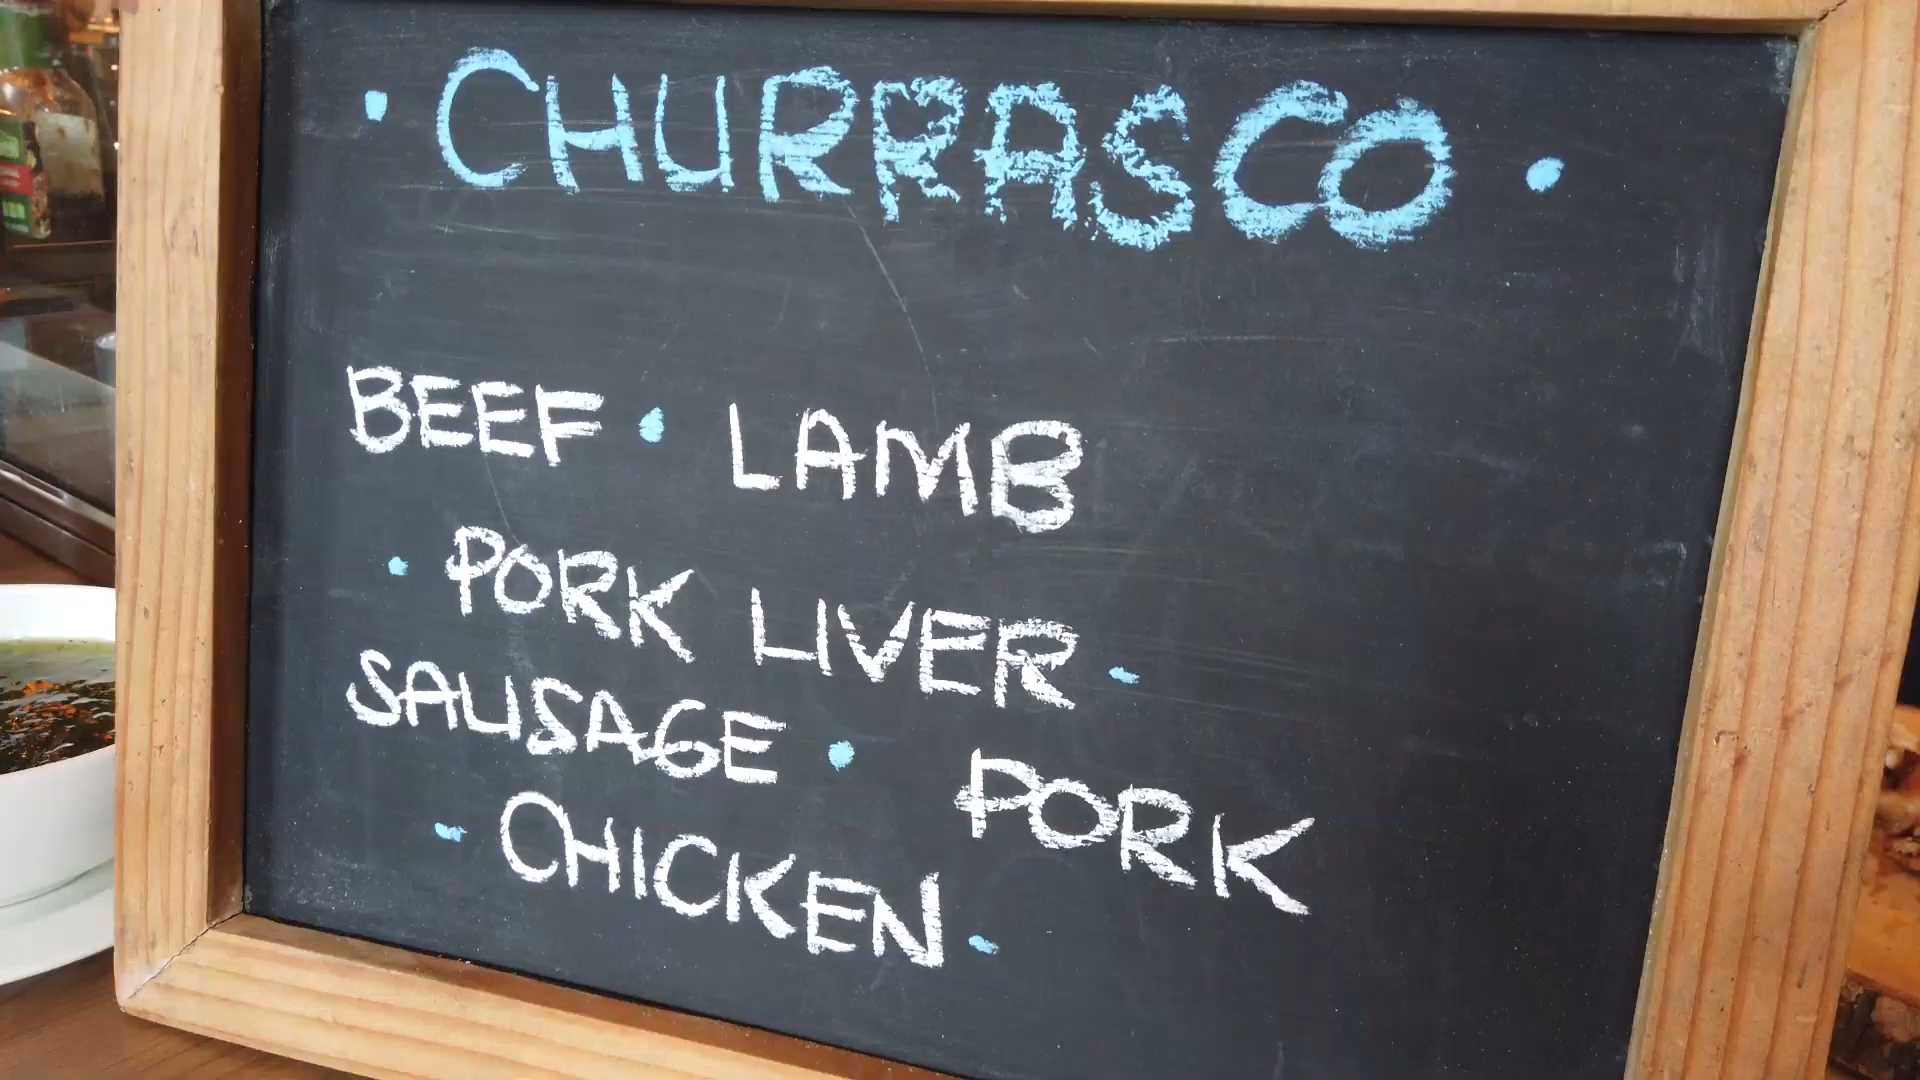 · CHURRASCO ·
BEEF · LAMB
· PORK LIVER ·
SAUSAGE · PORK
· CHICKEN ·